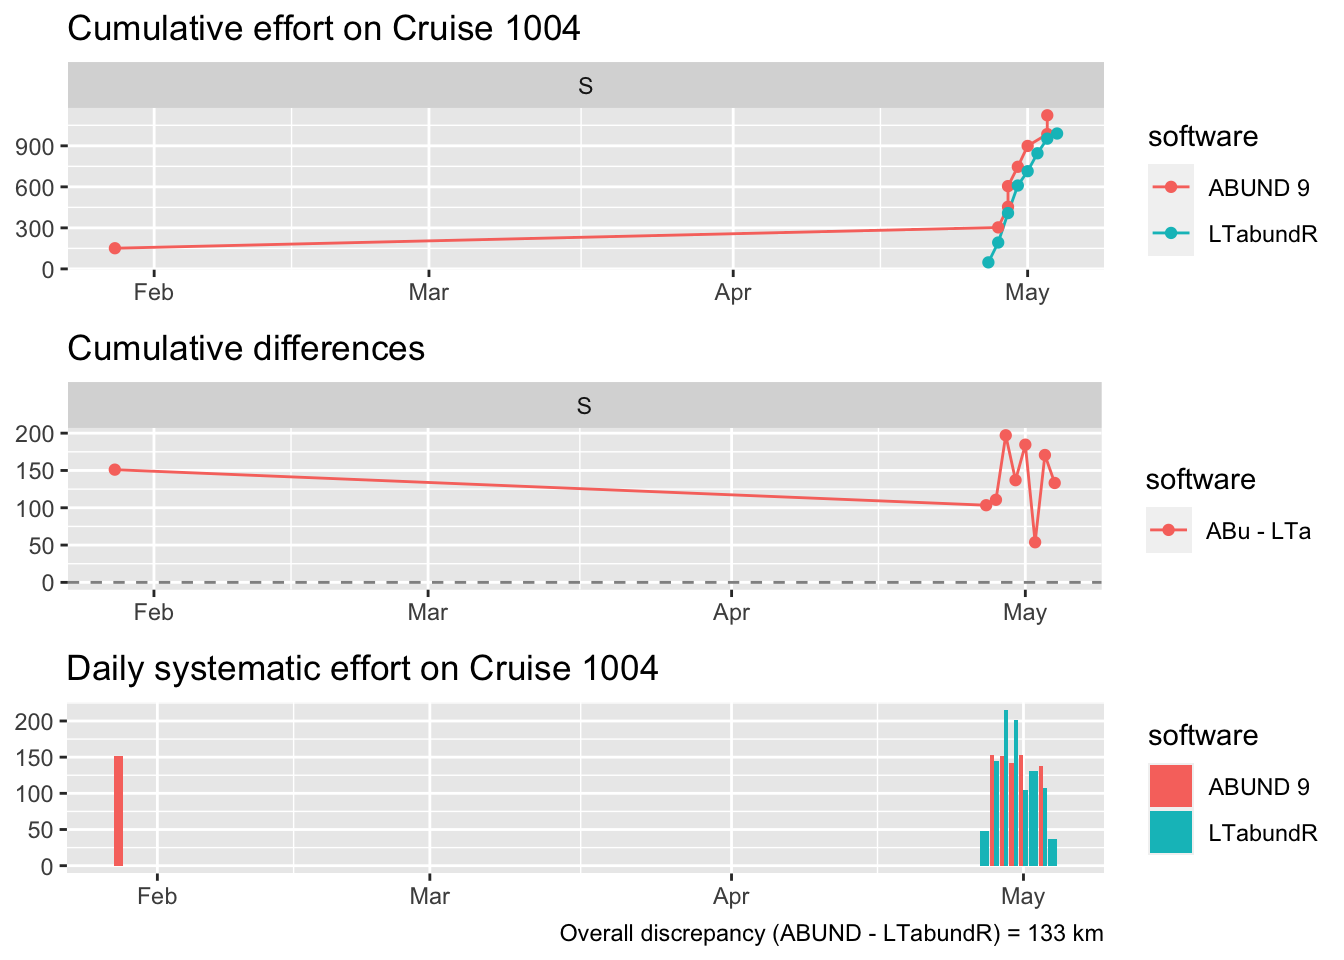 Cumulative effort on Cruise 1004
S
900
600
300
0
Feb Mar Apr May
software
ABUND 9
LTabundR
Cumulative differences
S
200
150
100
50
0
Feb Mar Apr May
software
ABu - LTa
Daily systematic effort on Cruise 1004
200
150
100
50
0
Feb Mar Apr May
software
ABUND 9
LTabundR
Overall discrepancy (ABUND - LTabundR) = 133 km